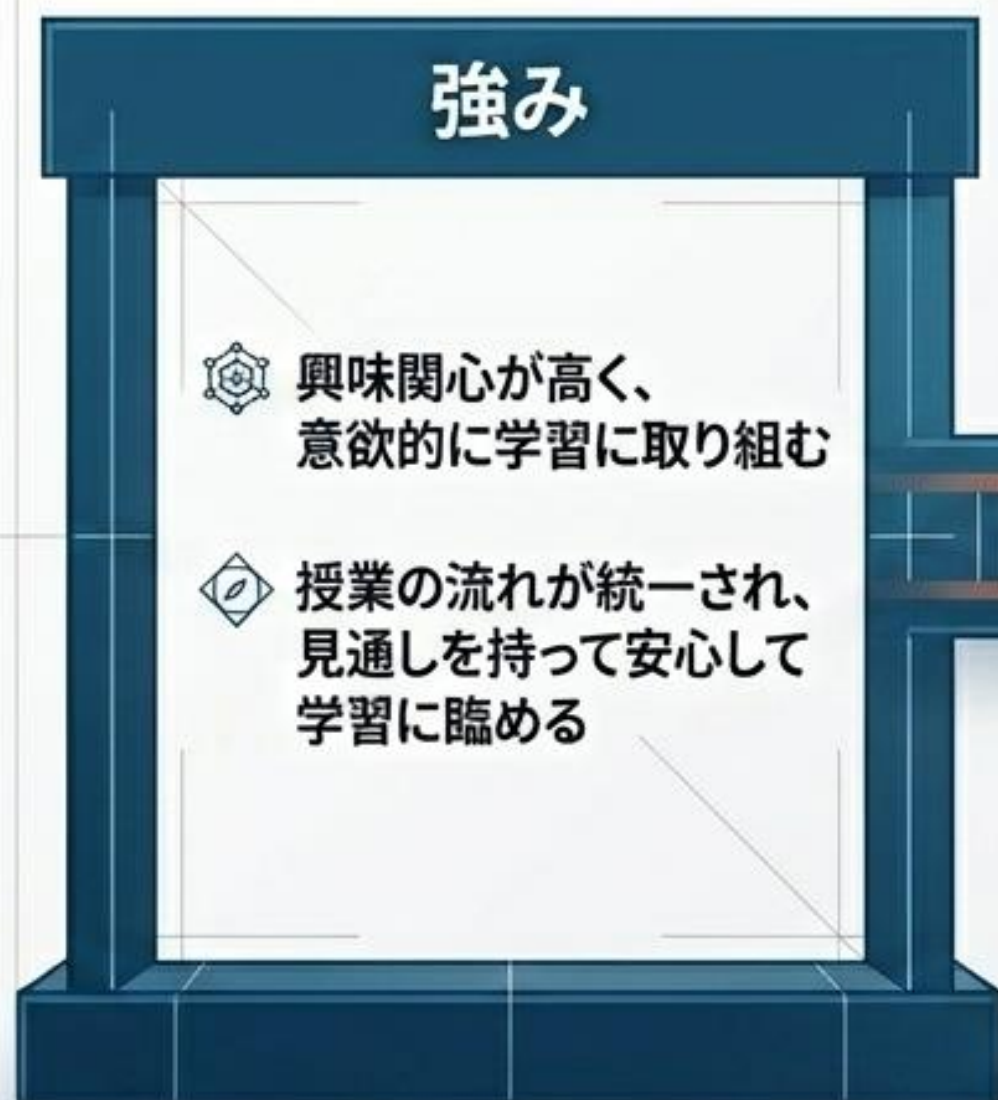 強み
興味関心が高く、
意欲的に学習に取り組む
授業の流れが統一され、
見通しを持って安心して
学習に臨める